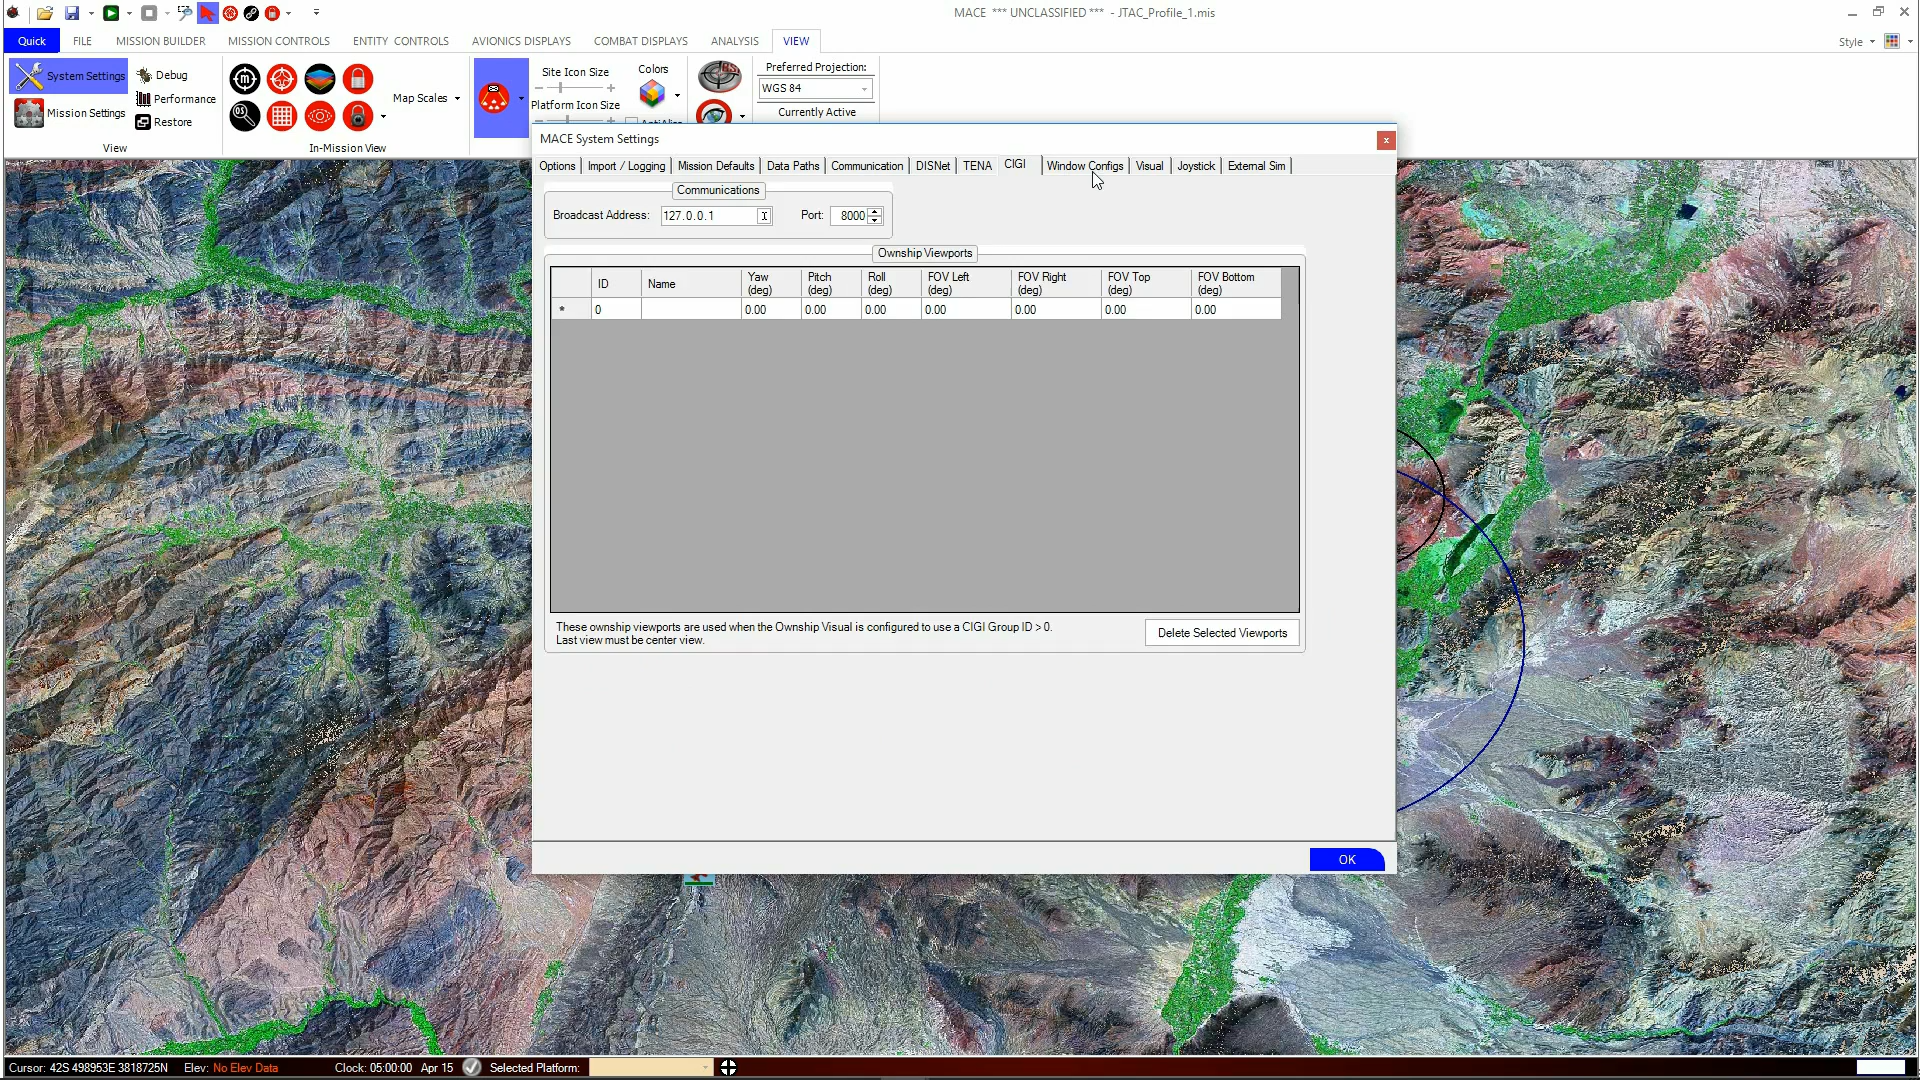 MACE *** UNCLASSIFIED *** - JTAC_Profile_1.mis
Quick FILE MISSION BUILDER MISSION CONTROLS ENTITY CONTROLS AVIONICS DISPLAYS COMBAT DISPLAYS ANALYSIS VIEW Style
System Settings
Mission Settings
Debug
Performance
Restore
View
Map Scales
In-Mission View
Site Icon Size
Platform Icon Size
Colors
Preferred Projection:
WGS 84
Currently Active
MACE System Settings
Options Import / Logging Mission Defaults Data Paths Communication DISNet TENA CIGI Window Configs Visual Joystick External Sim
Communications
Broadcast Address: 127.0.0.1 Port: 8000
Ownship Viewports
ID Name Yaw (deg) Pitch (deg) Roll (deg) FOV Left (deg) FOV Right (deg) FOV Top (deg) FOV Bottom (deg)
* 0 0.00 0.00 0.00 0.00 0.00 0.00 0.00
These ownship viewports are used when the Ownship Visual is configured to use a CIGI Group ID > 0.
Last view must be center view.
Delete Selected Viewports
OK
Cursor: 42S 498953E 3818725N Elev: No Elev Data Clock: 05:00:00 Apr 15 Selected Platform: